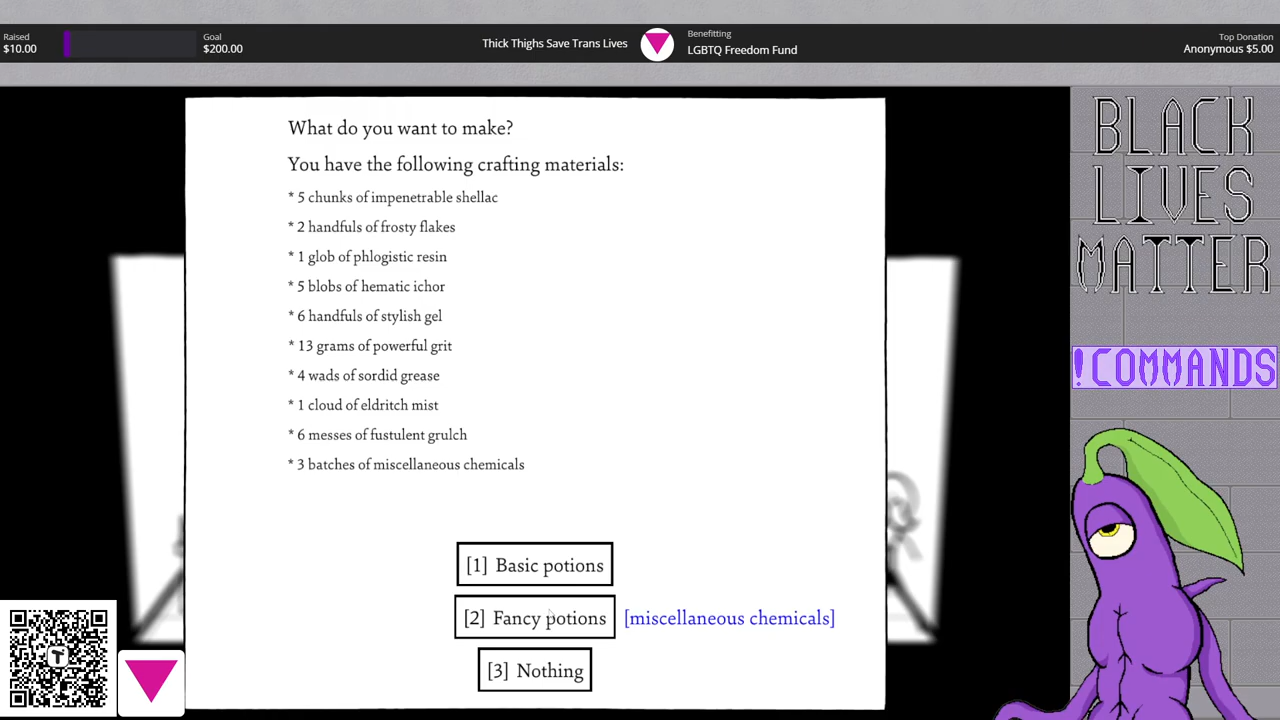 Raised
$10.00
Goal
$200.00
Thick Thighs Save Trans Lives
Benefitting
LGBTQ Freedom Fund
Top Donation
Anonymous $5.00
What do you want to make?
You have the following crafting materials:
* 5 chunks of impenetrable shellac
* 2 handfuls of frosty flakes
* 1 glob of phlogistic resin
* 5 blobs of hematic ichor
* 6 handfuls of stylish gel
* 13 grams of powerful grit
* 4 wads of sordid grease
* 1 cloud of eldritch mist
* 6 messes of fustulent grulch
* 3 batches of miscellaneous chemicals
[1] Basic potions
[2] Fancy potions [miscellaneous chemicals]
[3] Nothing
BLACK
LIVES
MATTER
!COMMANDS
T